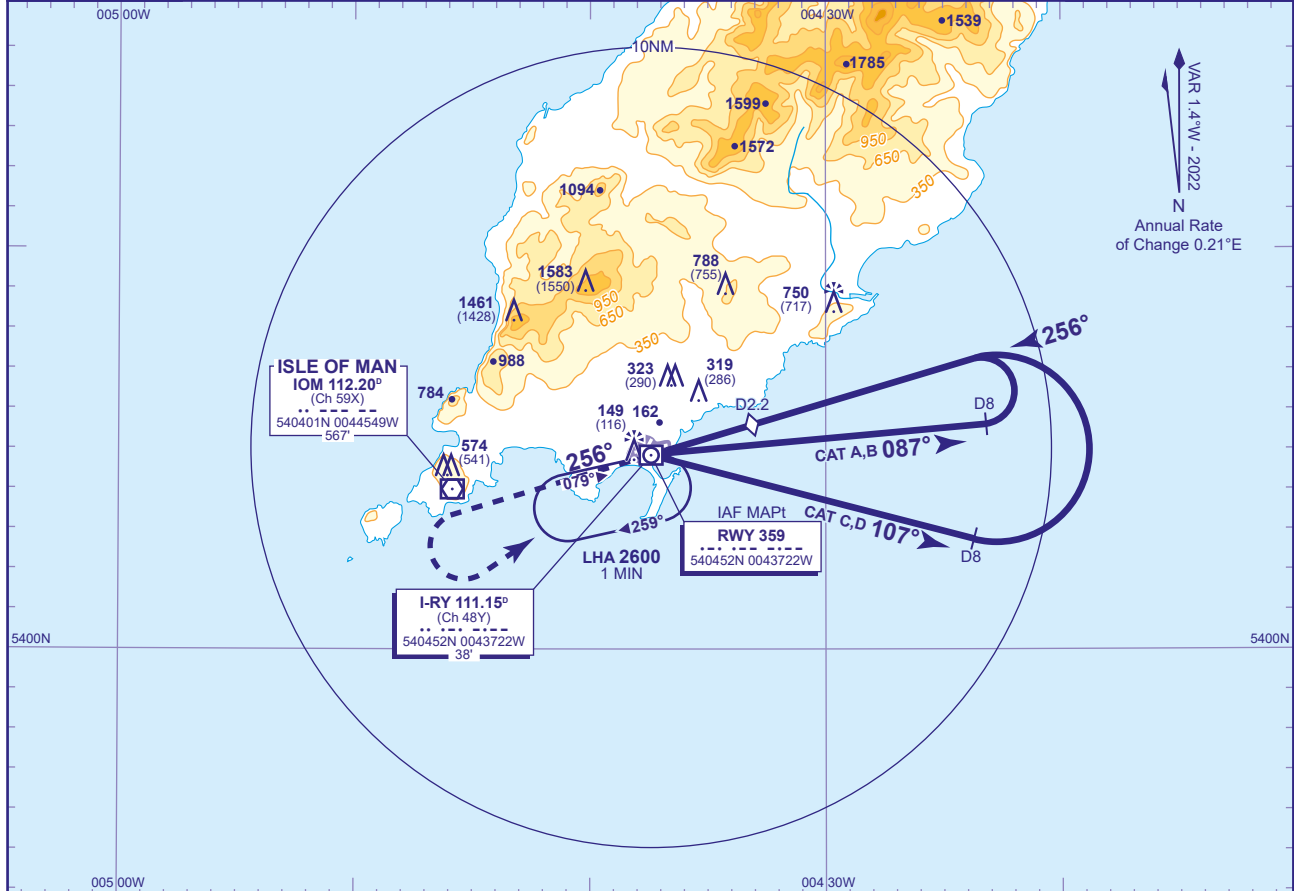 005 00W
004 30W
10NM
1539
1785
1599
1572
950
650
350
VAR 1.4°W - 2022
N
Annual Rate
of Change 0.21°E
1094
1583
(1550)
788
(755)
750
(717)
1461
(1428)
950
650
350
988
256°
ISLE OF MAN
IOM 112.20ᴰ
(Ch 59X)
540401N 0044549W
567'
784
323
(290)
319
(286)
149
(116)
162
D2.2
D8
574
(541)
256°
079°
CAT A,B 087°
259°
LHA 2600
1 MIN
IAF MAPt
RWY 359
540452N 0043722W
CAT C,D 107°
D8
I-RY 111.15ᴰ
(Ch 48Y)
540452N 0043722W
38'
5400N
5400N
005 00W
004 30W